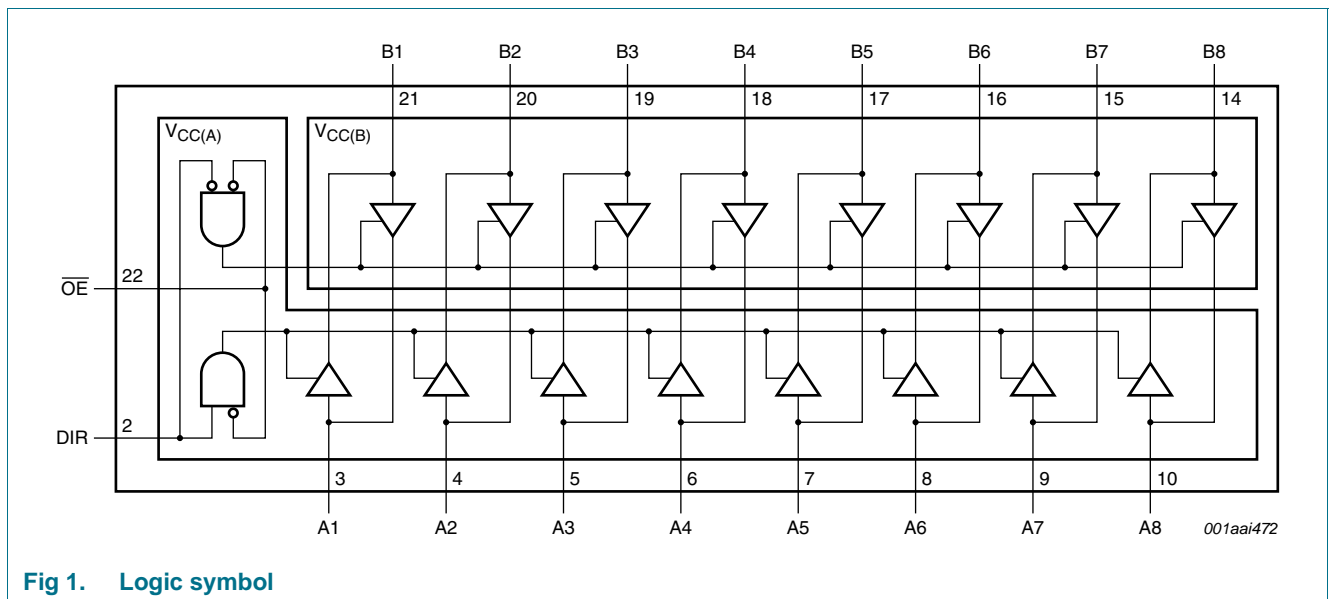 B1 B2 B3 B4 B5 B6 B7 B8
21 20 19 18 17 16 15 14
VCC(A) VCC(B)
22
OE
2
DIR
3 4 5 6 7 8 9 10
A1 A2 A3 A4 A5 A6 A7 A8 001aai472
Fig 1. Logic symbol